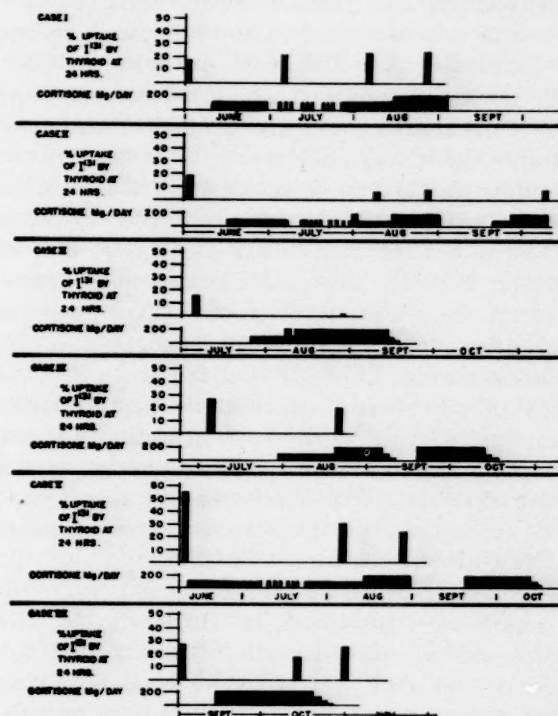 CASE I
50
40
30
20
10
% UPTAKE
OF I131 BY
THYROID AT
24 HRS.
CORTISONE Mg/DAY 200
JUNE JULY AUG SEPT
CASE II
50
40
30
20
10
% UPTAKE
OF I131 BY
THYROID AT
24 HRS.
CORTISONE Mg/DAY 200
JUNE JULY AUG SEPT
50
40
30
20
10
% UPTAKE
OF I131 BY
THYROID AT
24 HRS.
CORTISONE Mg/DAY 200
JULY AUG SEPT OCT
50
40
30
20
10
% UPTAKE
OF I131 BY
THYROID AT
24 HRS.
CORTISONE Mg/DAY 200
JULY AUG SEPT OCT
60
50
40
30
20
10
% UPTAKE
OF I131 BY
THYROID AT
24 HRS.
CORTISONE Mg/DAY 200
JUNE JULY AUG SEPT OCT
50
40
30
20
10
% UPTAKE
OF I131 BY
THYROID AT
24 HRS.
CORTISONE Mg/DAY 200
SEPT OCT